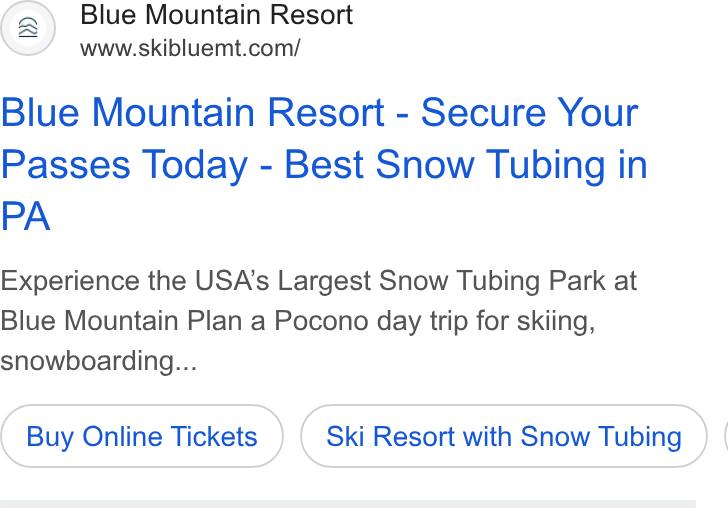 Blue Mountain Resort
www.skibluemt.com/
Blue Mountain Resort - Secure Your
Passes Today - Best Snow Tubing in
PA
Experience the USA’s Largest Snow Tubing Park at
Blue Mountain Plan a Pocono day trip for skiing,
snowboarding...
Buy Online Tickets
Ski Resort with Snow Tubing